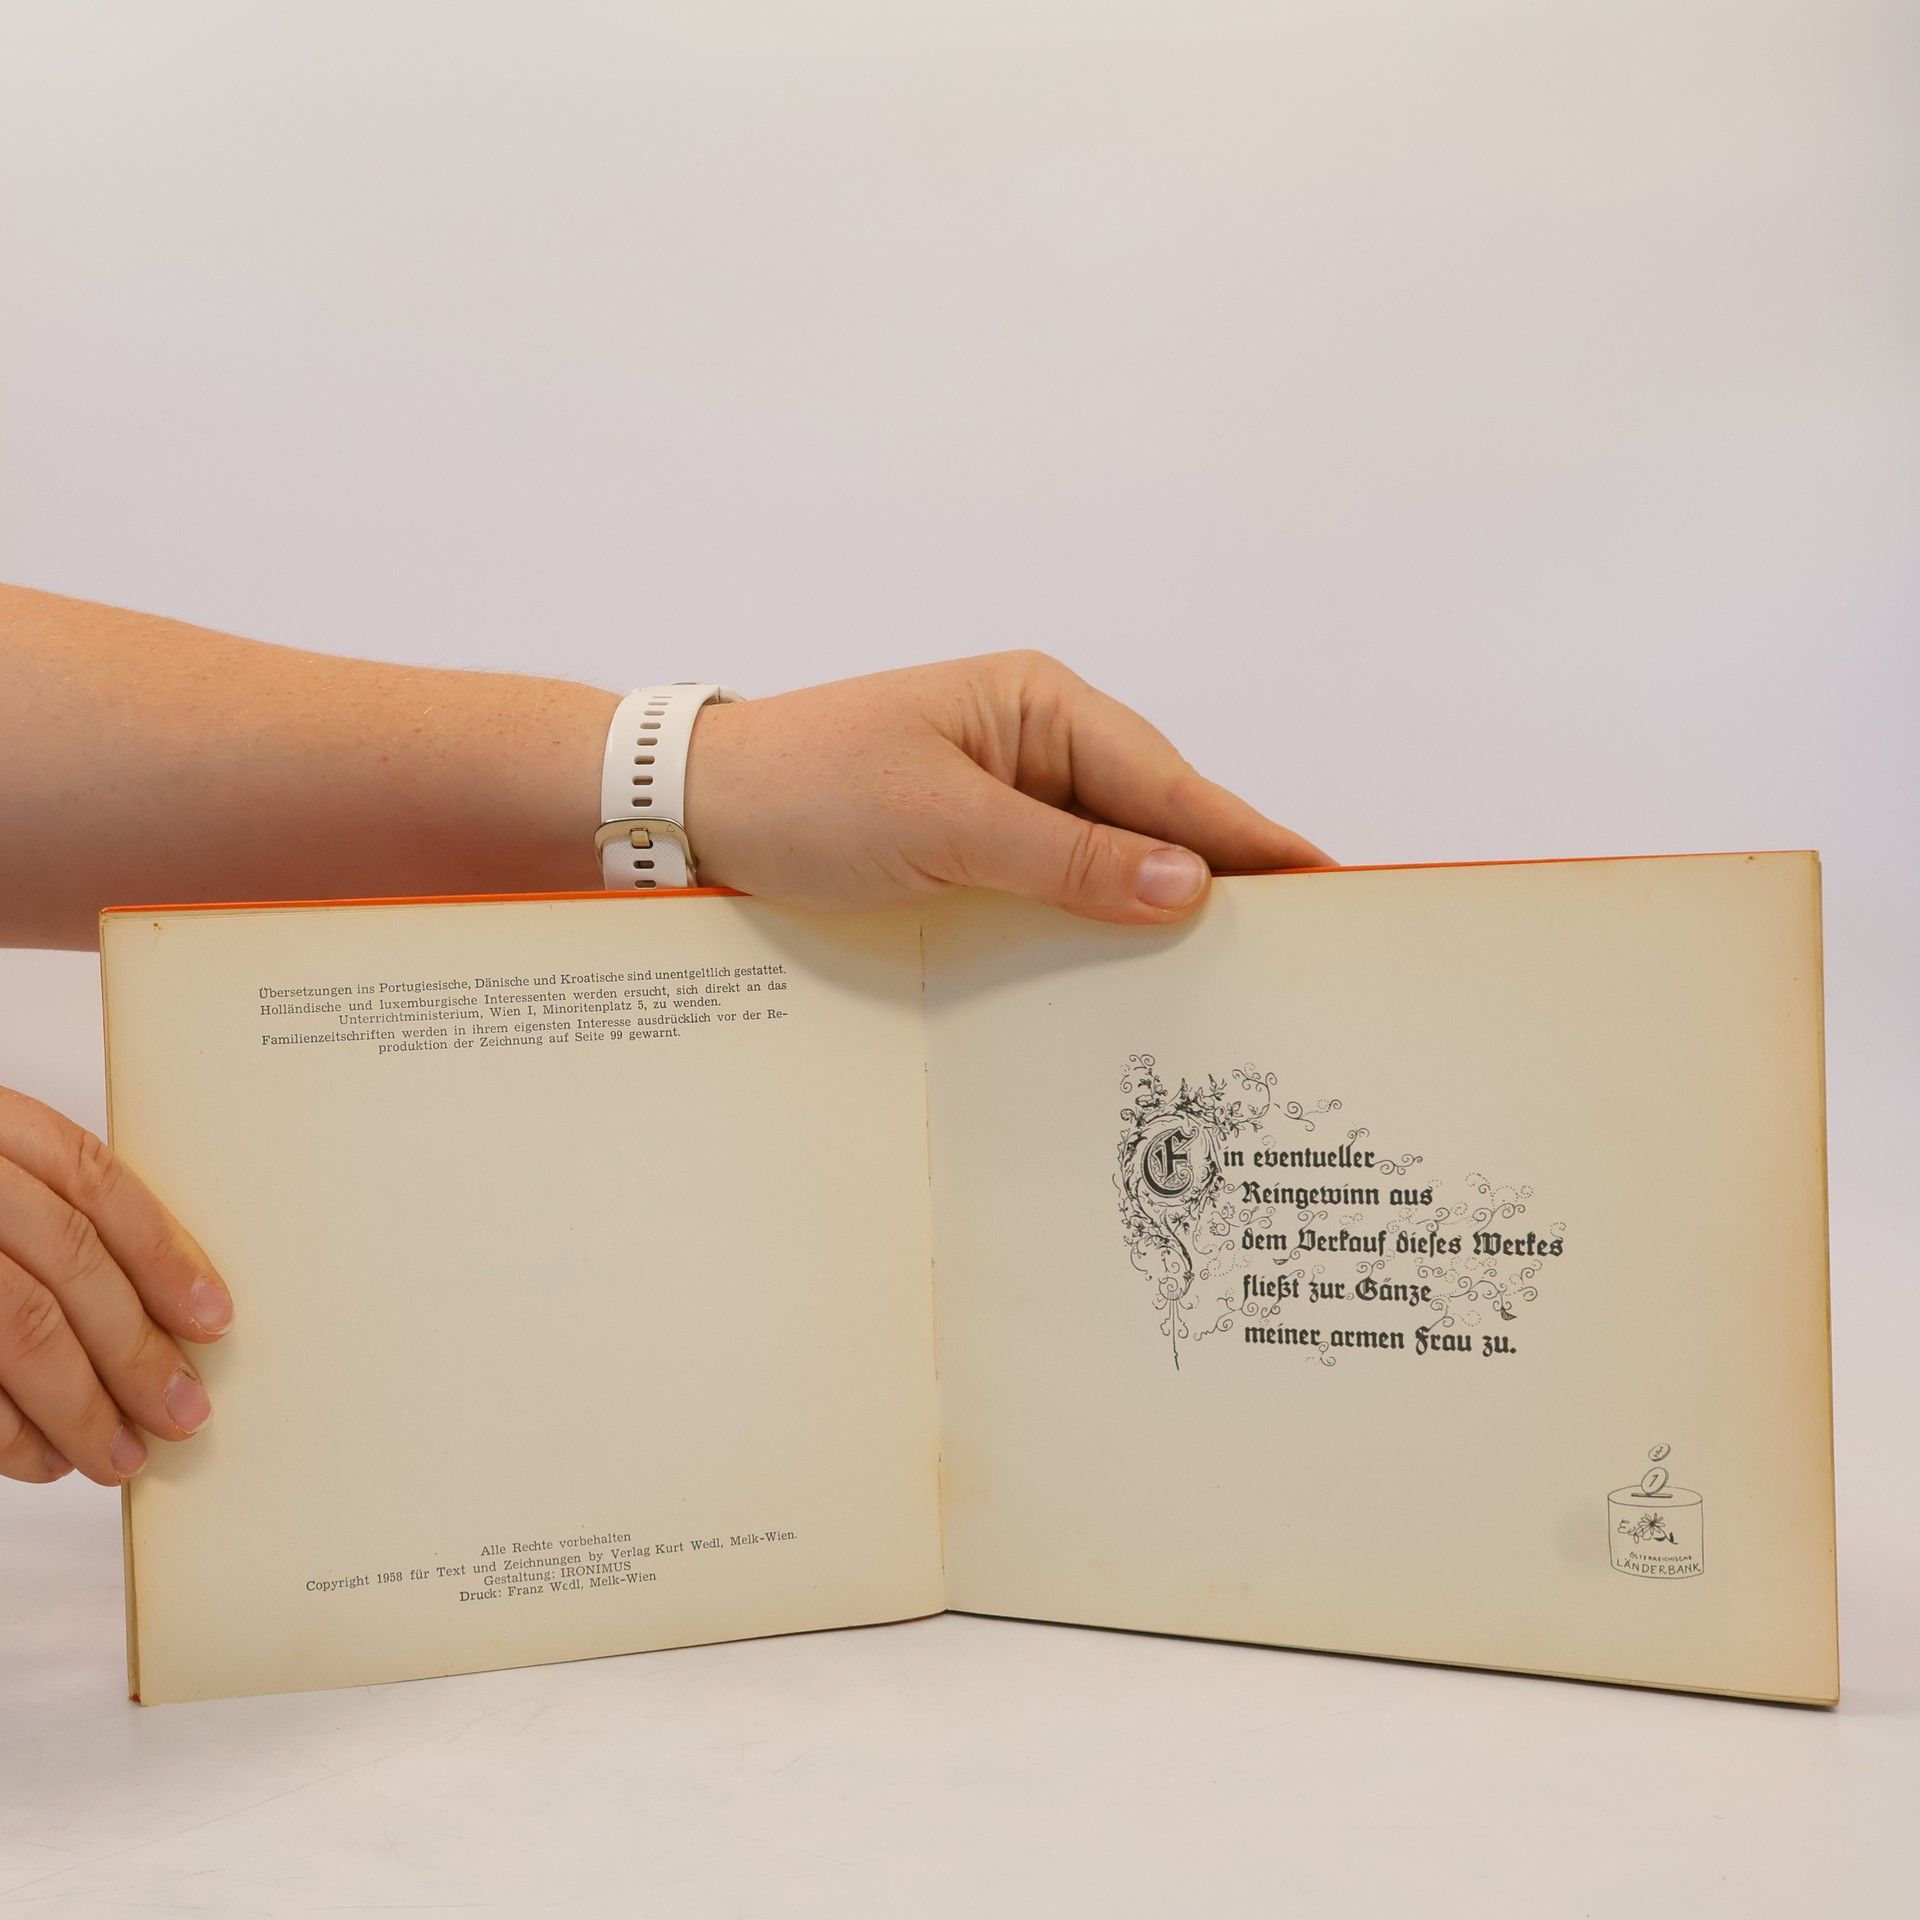 Übersetzungen ins Portugiesische, Dänische und Kroatische sind unentgeltlich gestattet.
Holländische und luxemburgische Interessenten werden ersucht, sich direkt an das
Unterrichtministerium, Wien I, Minoritenplatz 5, zu wenden.
Familienzeitschriften werden in ihrem eigensten Interesse ausdrücklich vor der Re-
produktion der Zeichnung auf Seite 99 gewarnt.
Alle Rechte vorbehalten
Copyright 1958 für Text und Zeichnungen by Verlag Kurt Wedl, Melk-Wien.
Gestaltung: IRONIMUS
Druck: Franz Wedl, Melk-Wien
Ein eventueller
Reingewinn aus
dem Verkauf dieses Werkes
fließt zur Gänze
meiner armen Frau zu.
1
ÖSTERREICHISCHE
LÄNDERBANK